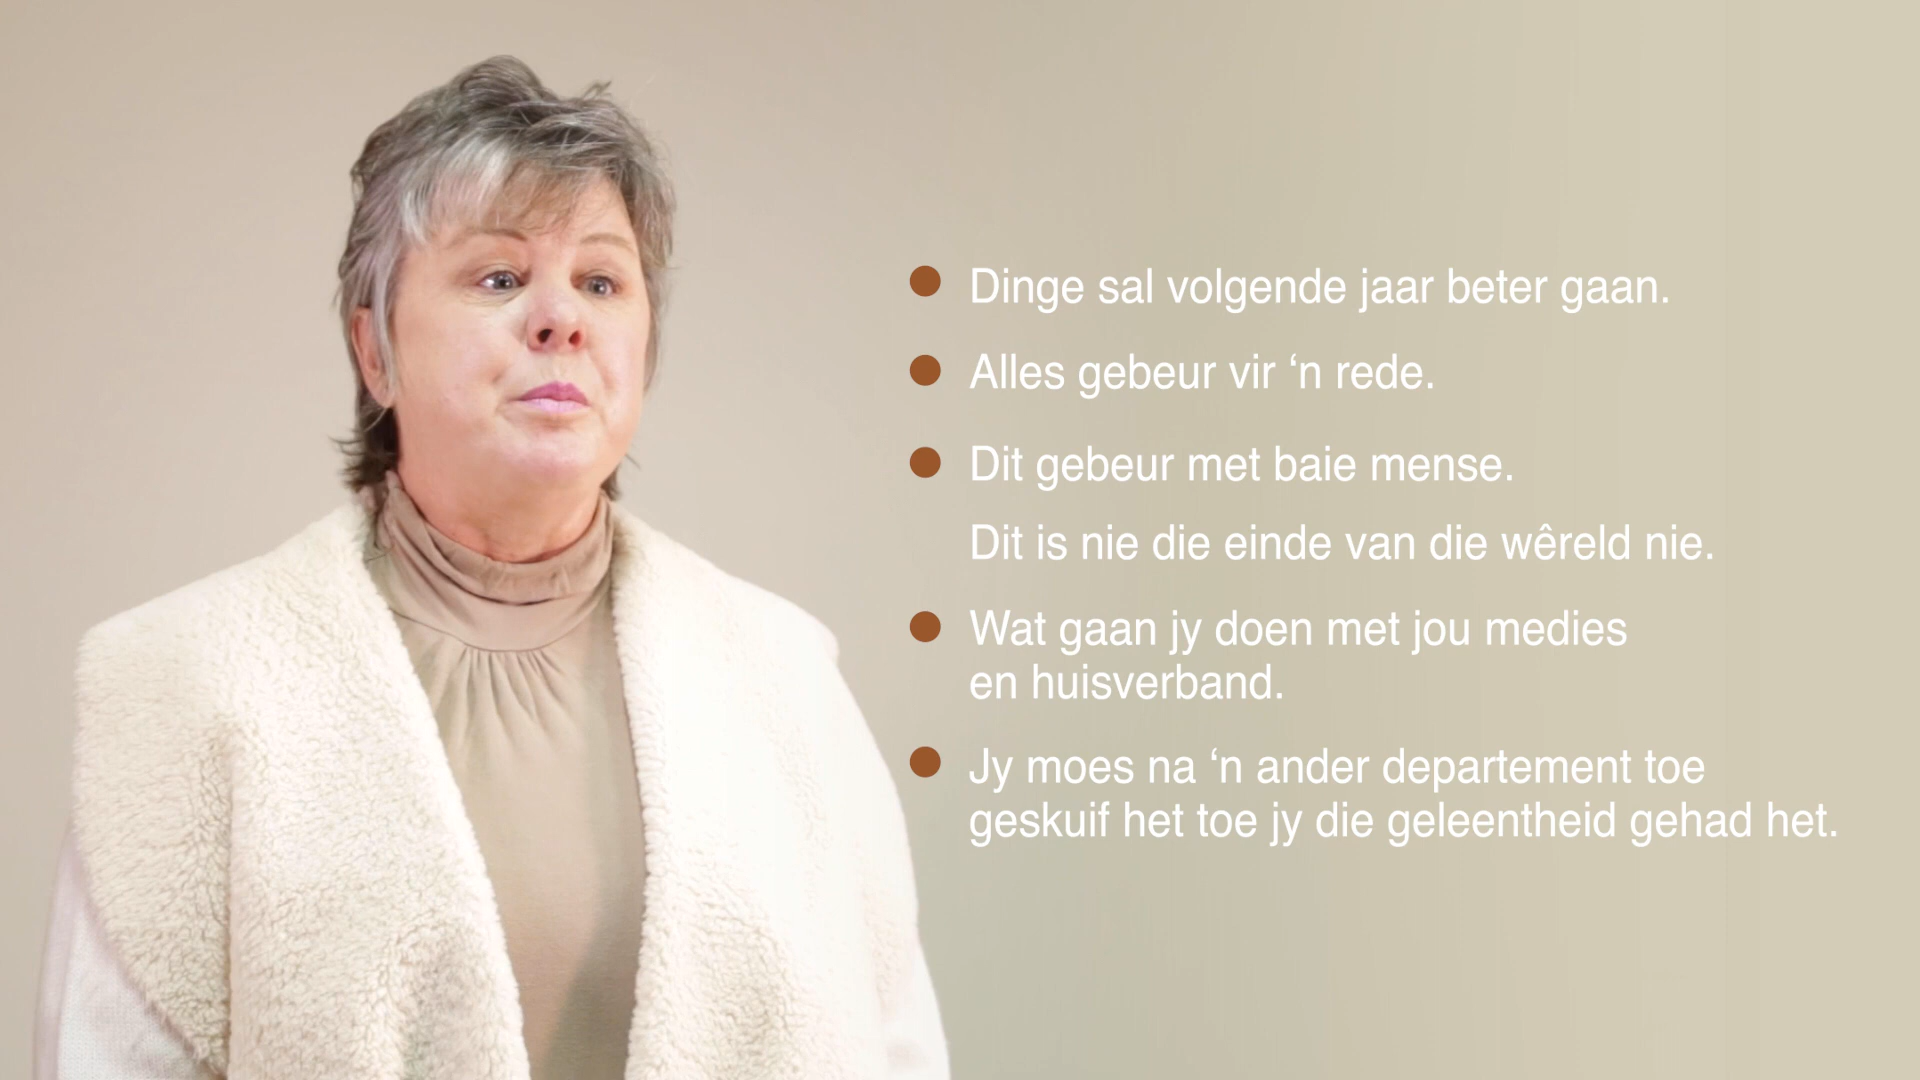 Dinge sal volgende jaar beter gaan.
Alles gebeur vir ‘n rede.
Dit gebeur met baie mense.
Dit is nie die einde van die wêreld nie.
Wat gaan jy doen met jou medies
en huisverband.
Jy moes na ‘n ander departement toe
geskuif het toe jy die geleentheid gehad het.